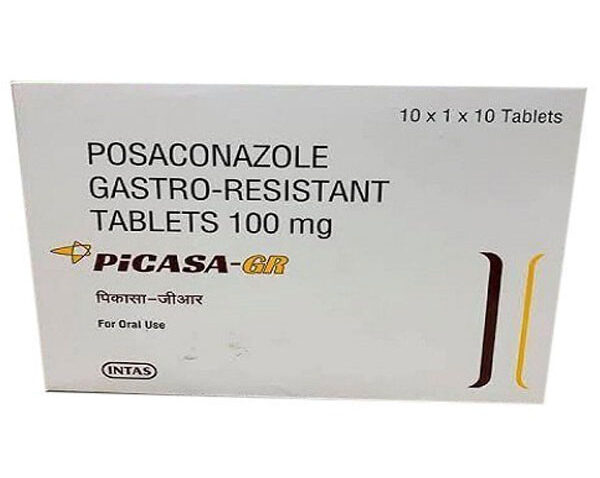 10 x 1 x 10 Tablets
POSACONAZOLE
GASTRO-RESISTANT
TABLETS 100 mg
PiCASA-GR
पिकासा-जीआर
For Oral Use
INTAS